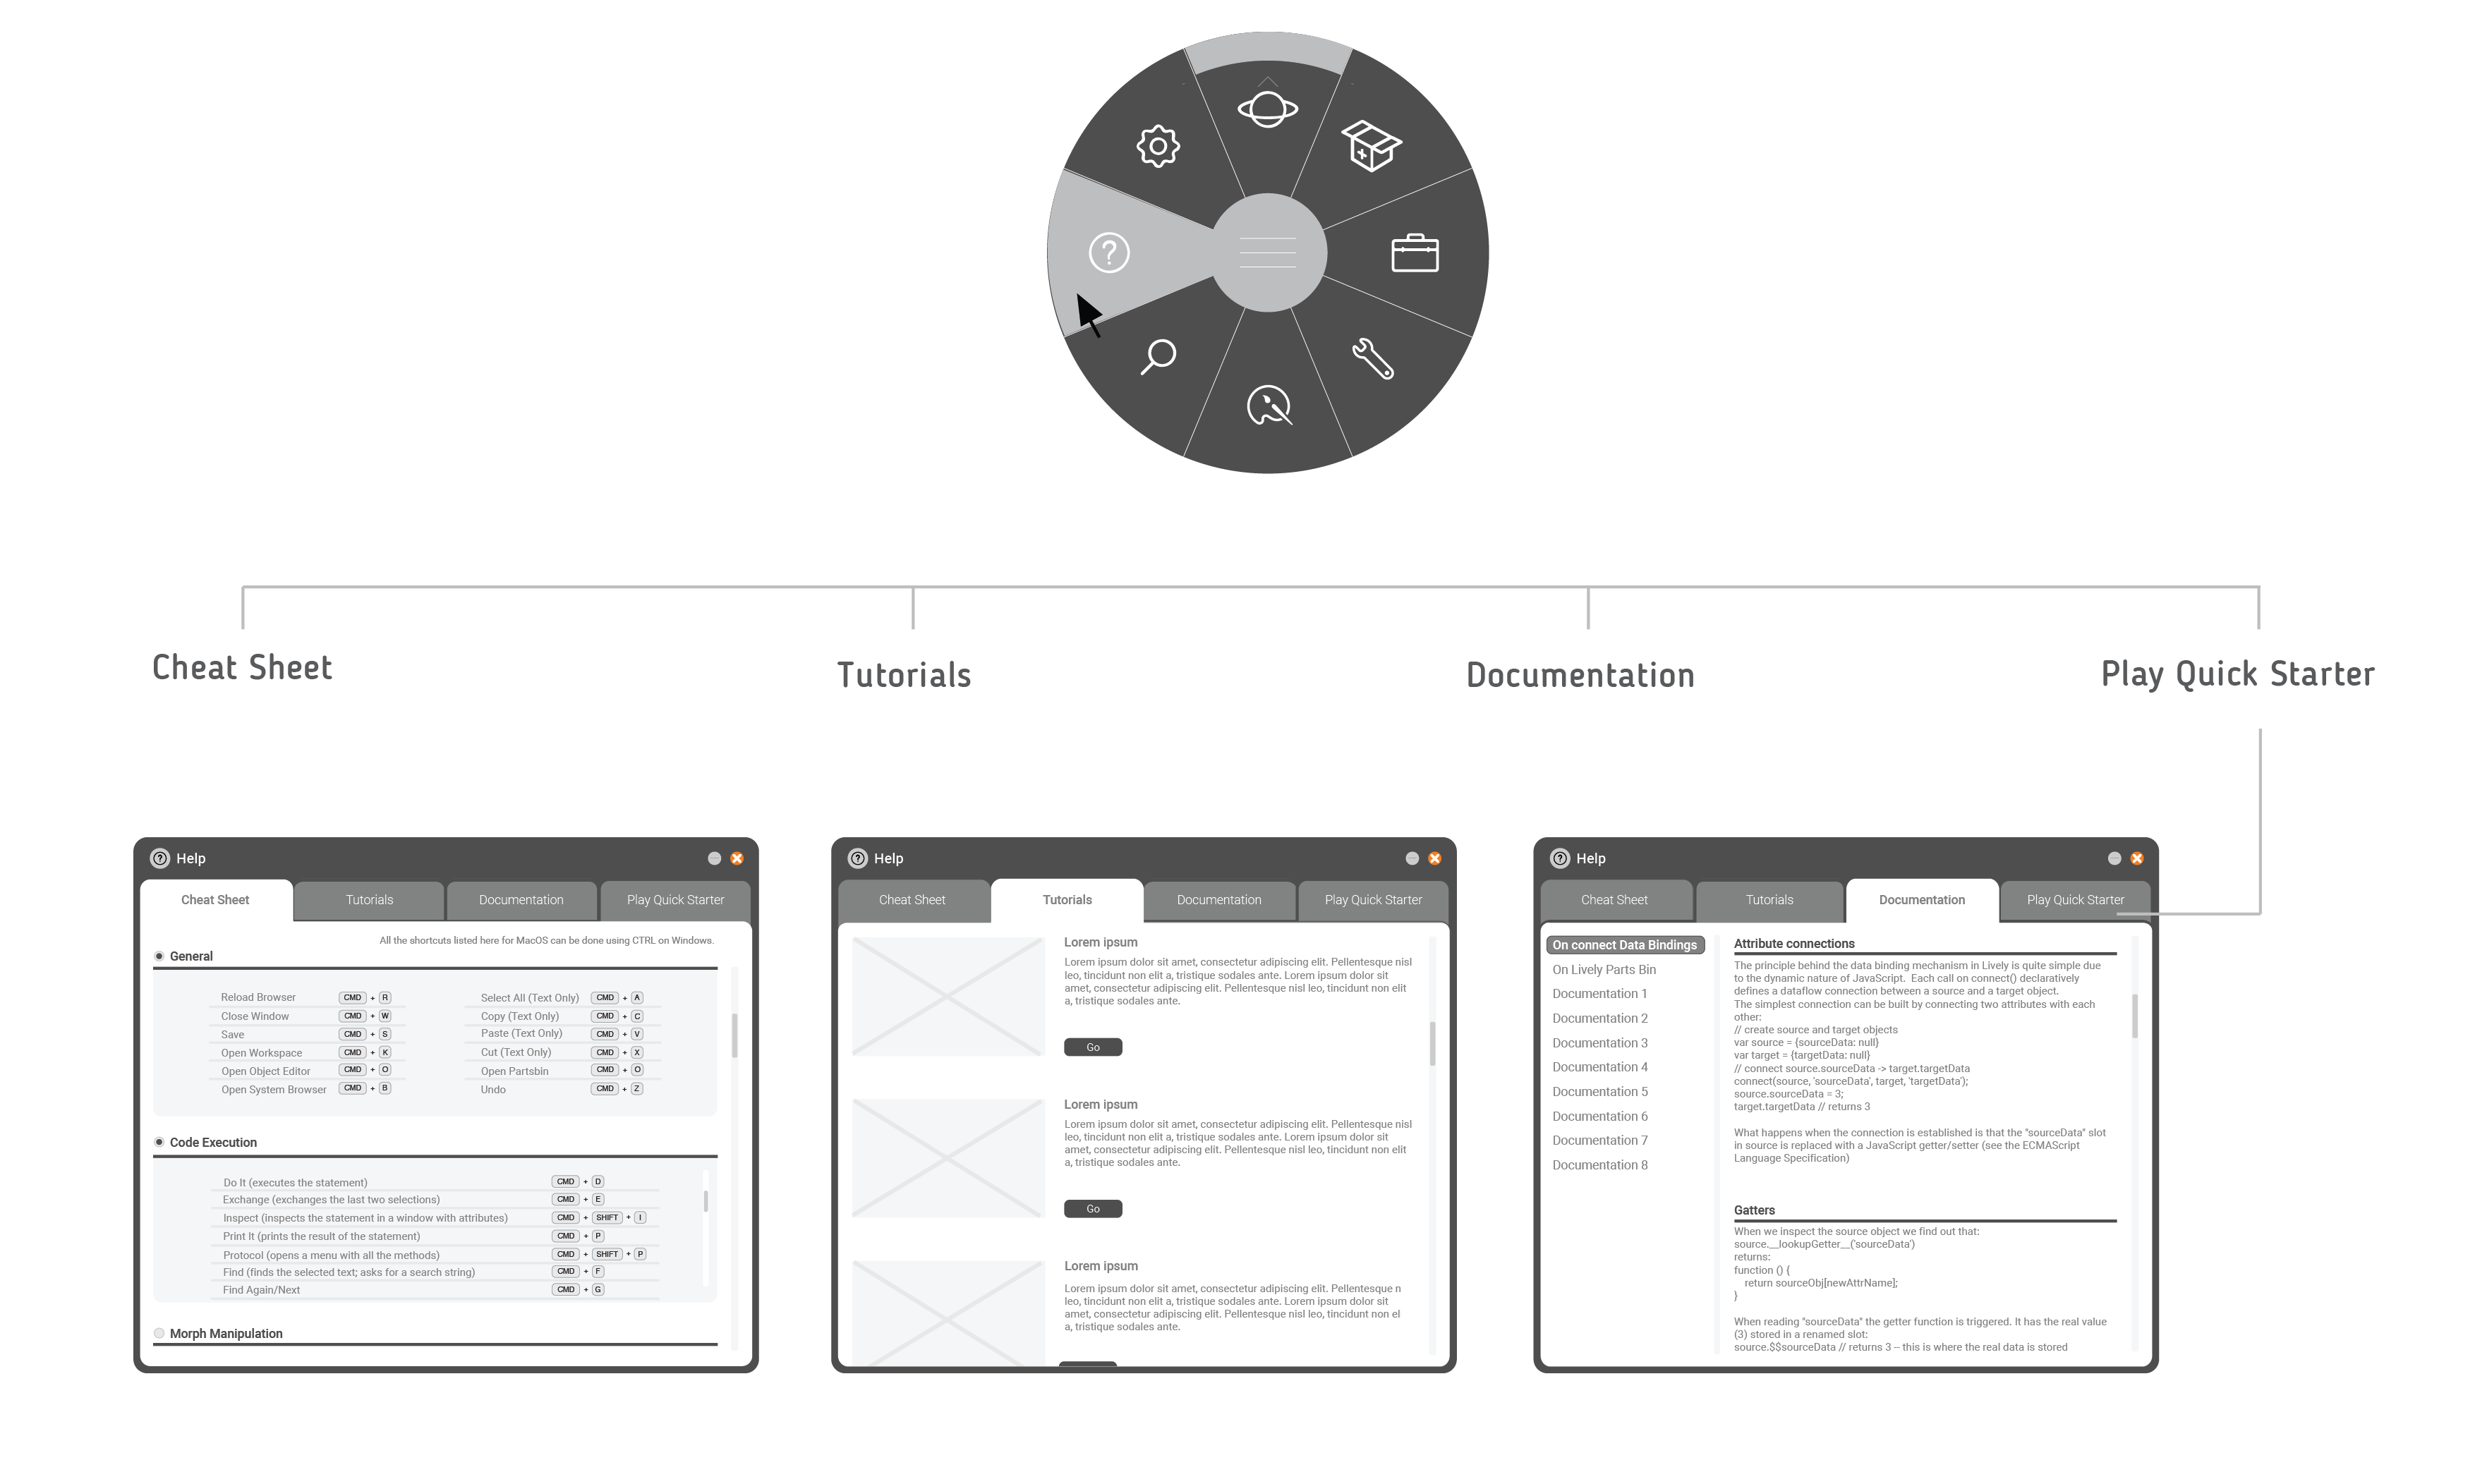 Cheat Sheet
Tutorials
Documentation
Play Quick Starter
Help
Cheat Sheet
Tutorials
Documentation
Play Quick Starter
All the shortcuts listed here for MacOS can be done using CTRL on Windows.
General
Reload Browser CMD + R
Close Window CMD + W
Save CMD + S
Open Workspace CMD + K
Open Object Editor CMD + O
Open System Browser CMD + B
Select All (Text Only) CMD + A
Copy (Text Only) CMD + C
Paste (Text Only) CMD + V
Cut (Text Only) CMD + X
Open Partsbin CMD + O
Undo CMD + Z
Code Execution
Do It (executes the statement) CMD + D
Exchange (exchanges the last two selections) CMD + E
Inspect (inspects the statement in a window with attributes) CMD + SHIFT + I
Print It (prints the result of the statement) CMD + P
Protocol (opens a menu with all the methods) CMD + SHIFT + P
Find (finds the selected text; asks for a search string) CMD + F
Find Again/Next CMD + G
Morph Manipulation
Help
Cheat Sheet
Tutorials
Documentation
Play Quick Starter
Lorem ipsum
Lorem ipsum dolor sit amet, consectetur adipiscing elit. Pellentesque nisl
leo, tincidunt non elit a, tristique sodales ante. Lorem ipsum dolor sit
amet, consectetur adipiscing elit. Pellentesque nisl leo, tincidunt non elit
a, tristique sodales ante.
Go
Lorem ipsum
Lorem ipsum dolor sit amet, consectetur adipiscing elit. Pellentesque nisl
leo, tincidunt non elit a, tristique sodales ante. Lorem ipsum dolor sit
amet, consectetur adipiscing elit. Pellentesque nisl leo, tincidunt non elit
a, tristique sodales ante.
Go
Lorem ipsum
Lorem ipsum dolor sit amet, consectetur adipiscing elit. Pellentesque n
leo, tincidunt non elit a, tristique sodales ante. Lorem ipsum dolor sit
amet, consectetur adipiscing elit. Pellentesque nisl leo, tincidunt non el
a, tristique sodales ante.
Help
Cheat Sheet
Tutorials
Documentation
Play Quick Starter
On connect Data Bindings
On Lively Parts Bin
Documentation 1
Documentation 2
Documentation 3
Documentation 4
Documentation 5
Documentation 6
Documentation 7
Documentation 8
Attribute connections
The principle behind the data binding mechanism in Lively is quite simple due
to the dynamic nature of JavaScript. Each call on connect() declaratively
defines a dataflow connection between a source and a target object.
The simplest connection can be built by connecting two attributes with each
other:
// create source and target objects
var source = {sourceData: null}
var target = {targetData: null}
// connect source.sourceData -> target.targetData
connect(source, 'sourceData', target, 'targetData');
source.sourceData = 3;
target.targetData // returns 3
What happens when the connection is established is that the "sourceData" slot
in source is replaced with a JavaScript getter/setter (see the ECMAScript
Language Specification)
Gatters
When we inspect the source object we find out that:
source.__lookupGetter__('sourceData')
returns:
function () {
return sourceObj[newAttrName];
}
When reading "sourceData" the getter function is triggered. It has the real value
(3) stored in a renamed slot:
source.$$sourceData // returns 3 -- this is where the real data is stored